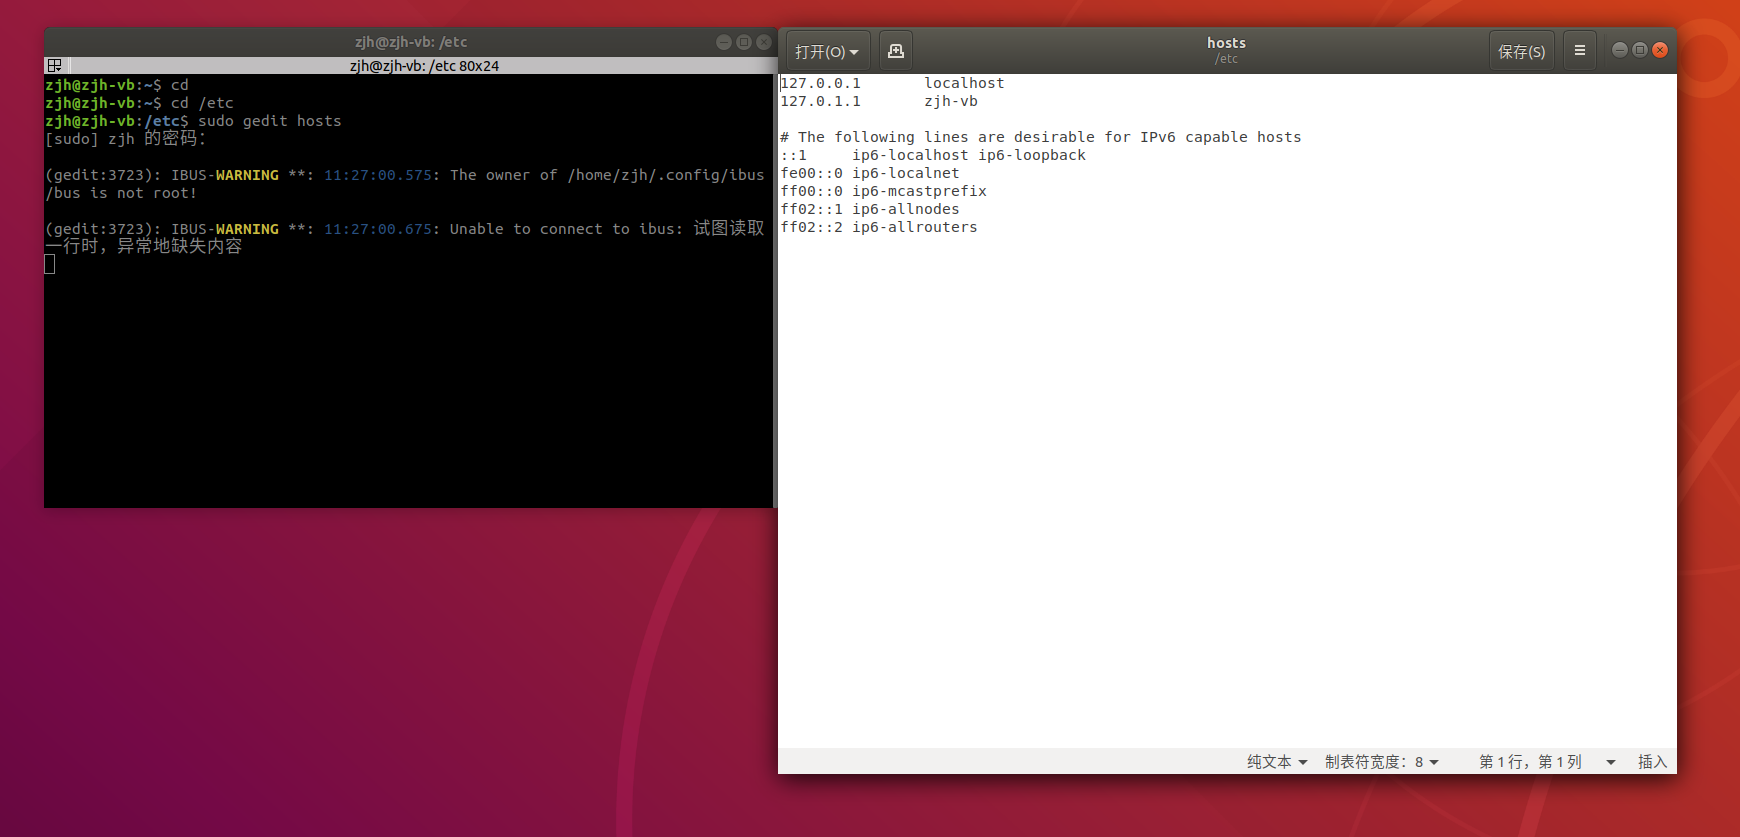 zjh@zjh-vb: /etc
zjh@zjh-vb: /etc 80x24
zjh@zjh-vb:~$ cd
zjh@zjh-vb:~$ cd /etc
zjh@zjh-vb:/etc$ sudo gedit hosts
[sudo] zjh 的密码：

(gedit:3723): IBUS-WARNING **: 11:27:00.575: The owner of /home/zjh/.config/ibus
/bus is not root!

(gedit:3723): IBUS-WARNING **: 11:27:00.675: Unable to connect to ibus: 试图读取
一行时，异常地缺失内容
打开(O)
hosts
/etc
保存(S)
127.0.0.1	localhost
127.0.1.1	zjh-vb

# The following lines are desirable for IPv6 capable hosts
::1     ip6-localhost ip6-loopback
fe00::0 ip6-localnet
ff00::0 ip6-mcastprefix
ff02::1 ip6-allnodes
ff02::2 ip6-allrouters
纯文本 制表符宽度：8 第 1 行，第 1 列 插入